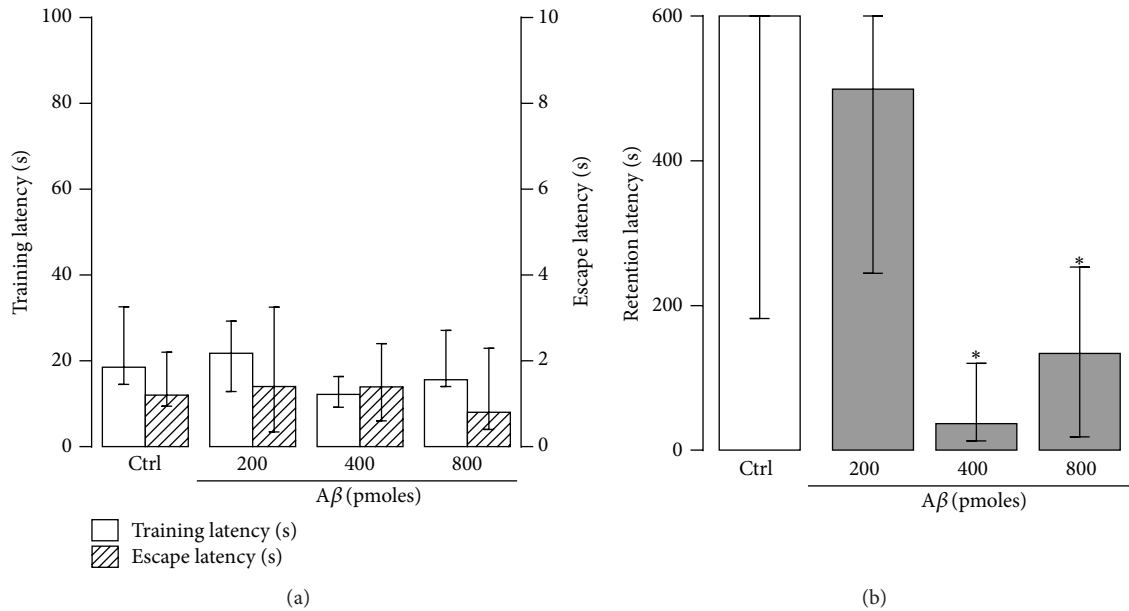 100
80
60
40
20
0
Training latency (s)
10
8
6
4
2
0
Escape latency (s)
Ctrl 200 400 800
Aβ (pmoles)
Training latency (s)
Escape latency (s)
(a)
600
400
200
0
Retention latency (s)
*
*
Ctrl 200 400 800
Aβ (pmoles)
(b)